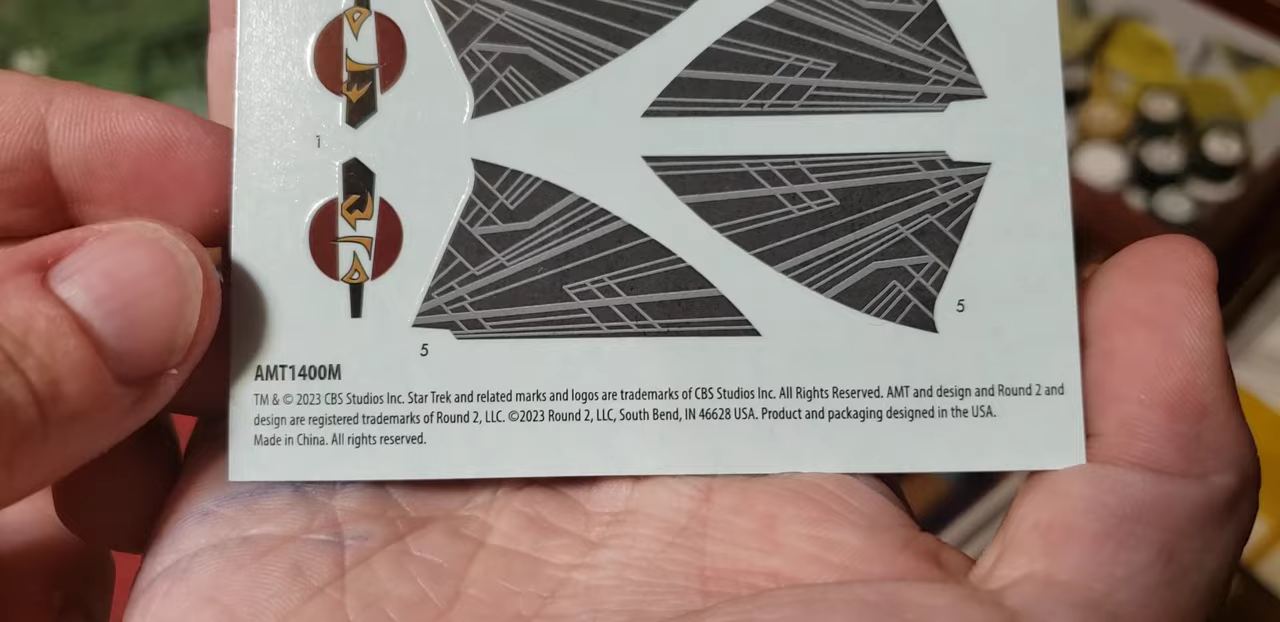 1
5
5
AMT1400M
TM & © 2023 CBS Studios Inc. Star Trek and related marks and logos are trademarks of CBS Studios Inc. All Rights Reserved. AMT and design and Round 2 and
design are registered trademarks of Round 2, LLC. ©2023 Round 2, LLC, South Bend, IN 46628 USA. Product and packaging designed in the USA.
Made in China. All rights reserved.